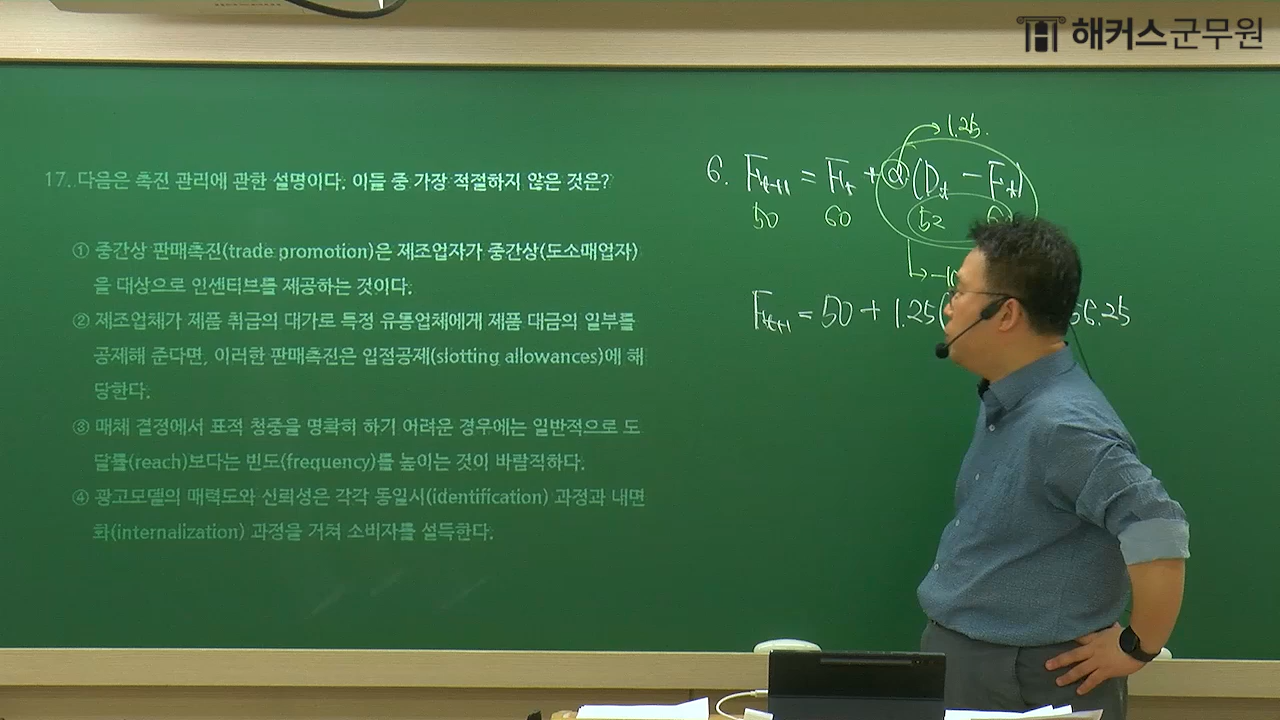 해커스군무원
17. 다음은 촉진 관리에 관한 설명이다. 이들 중 가장 적절하지 않은 것은?
① 중간상 판매촉진(trade promotion)은 제조업자가 중간상(도소매업자)
을 대상으로 인센티브를 제공하는 것이다.
② 제조업체가 제품 취급의 대가로 특정 유통업체에게 제품 대금의 일부를
공제해 준다면, 이러한 판매촉진은 입점공제(slotting allowances)에 해
당한다.
③ 매체 결정에서 표적 청중을 명확히 하기 어려운 경우에는 일반적으로 도
달률(reach)보다는 빈도(frequency)를 높이는 것이 바람직하다.
④ 광고모델의 매력도와 신뢰성은 각각 동일시(identification) 과정과 내면
화(internalization) 과정을 거쳐 소비자를 설득한다.
1.25.
6. Ft+1 = Ft + α(Dt - Ft)
50 60 52
Ft+1 = 50 + 1.25( 56.25